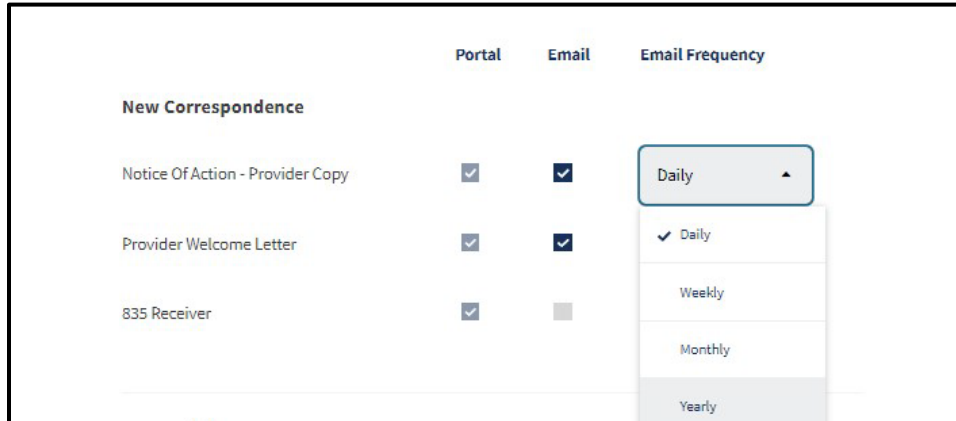 Portal Email Email Frequency
New Correspondence
Notice Of Action - Provider Copy Daily
Daily
Provider Welcome Letter
Weekly
835 Receiver
Monthly
Yearly